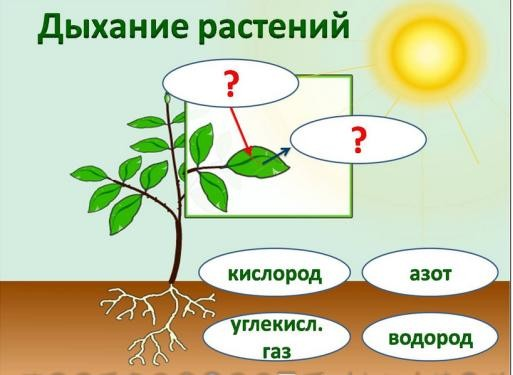 Дыхание растений
?
?
кислород
азот
углекисл.
газ
водород